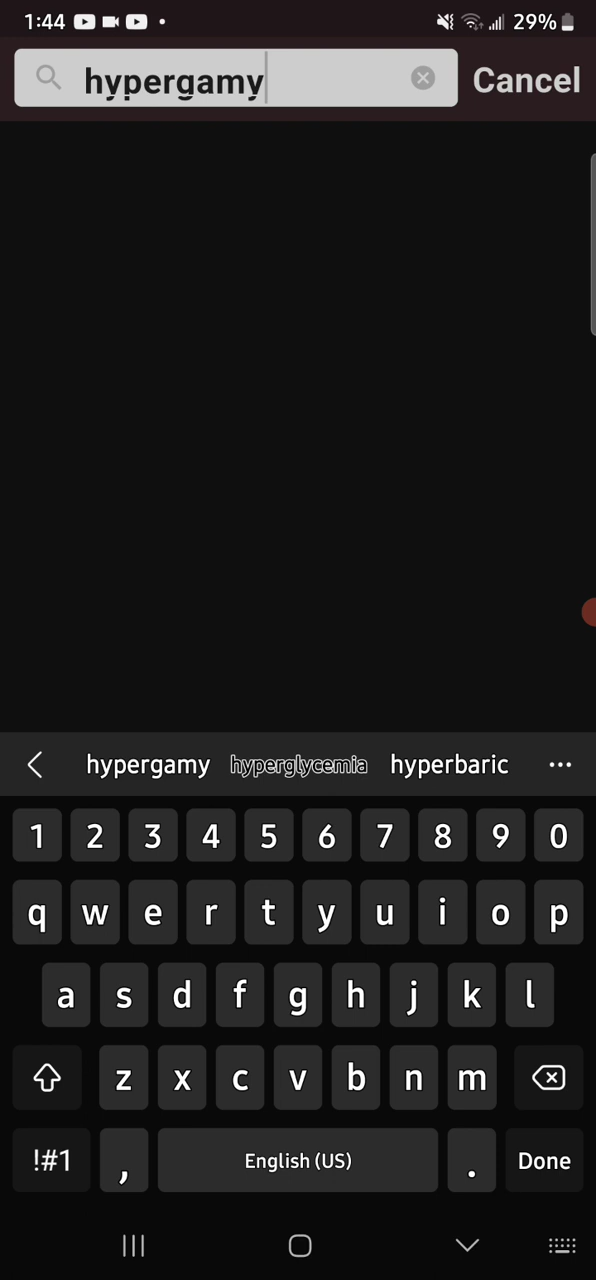 1:44 29%
hypergamy Cancel
hypergamy hyperglycemia hyperbaric ...
1 2 3 4 5 6 7 8 9 0
q w e r t y u i o p
a s d f g h j k l
z x c v b n m
!#1 , English (US) . Done